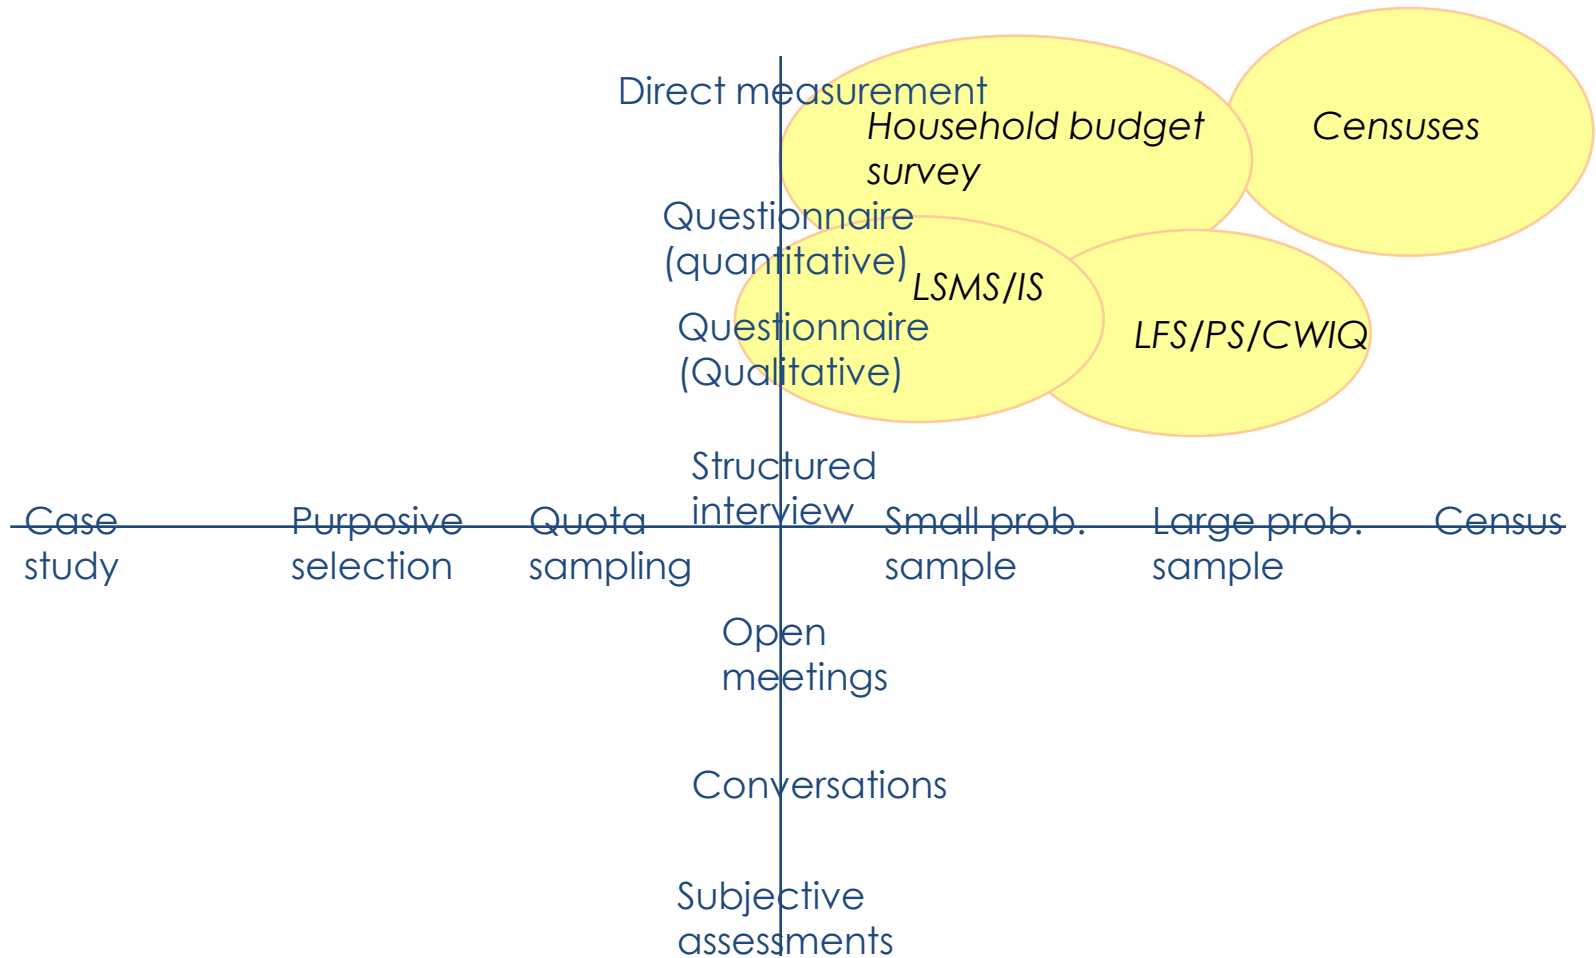 Direct measurement
Household budget
survey
Censuses
Questionnaire
(quantitative)
LSMS/IS
Questionnaire
(Qualitative)
LFS/PS/CWIQ
Structured
interview
Case
study
Purposive
selection
Quota
sampling
Small prob.
sample
Large prob.
sample
Census
Open
meetings
Conversations
Subjective
assessments